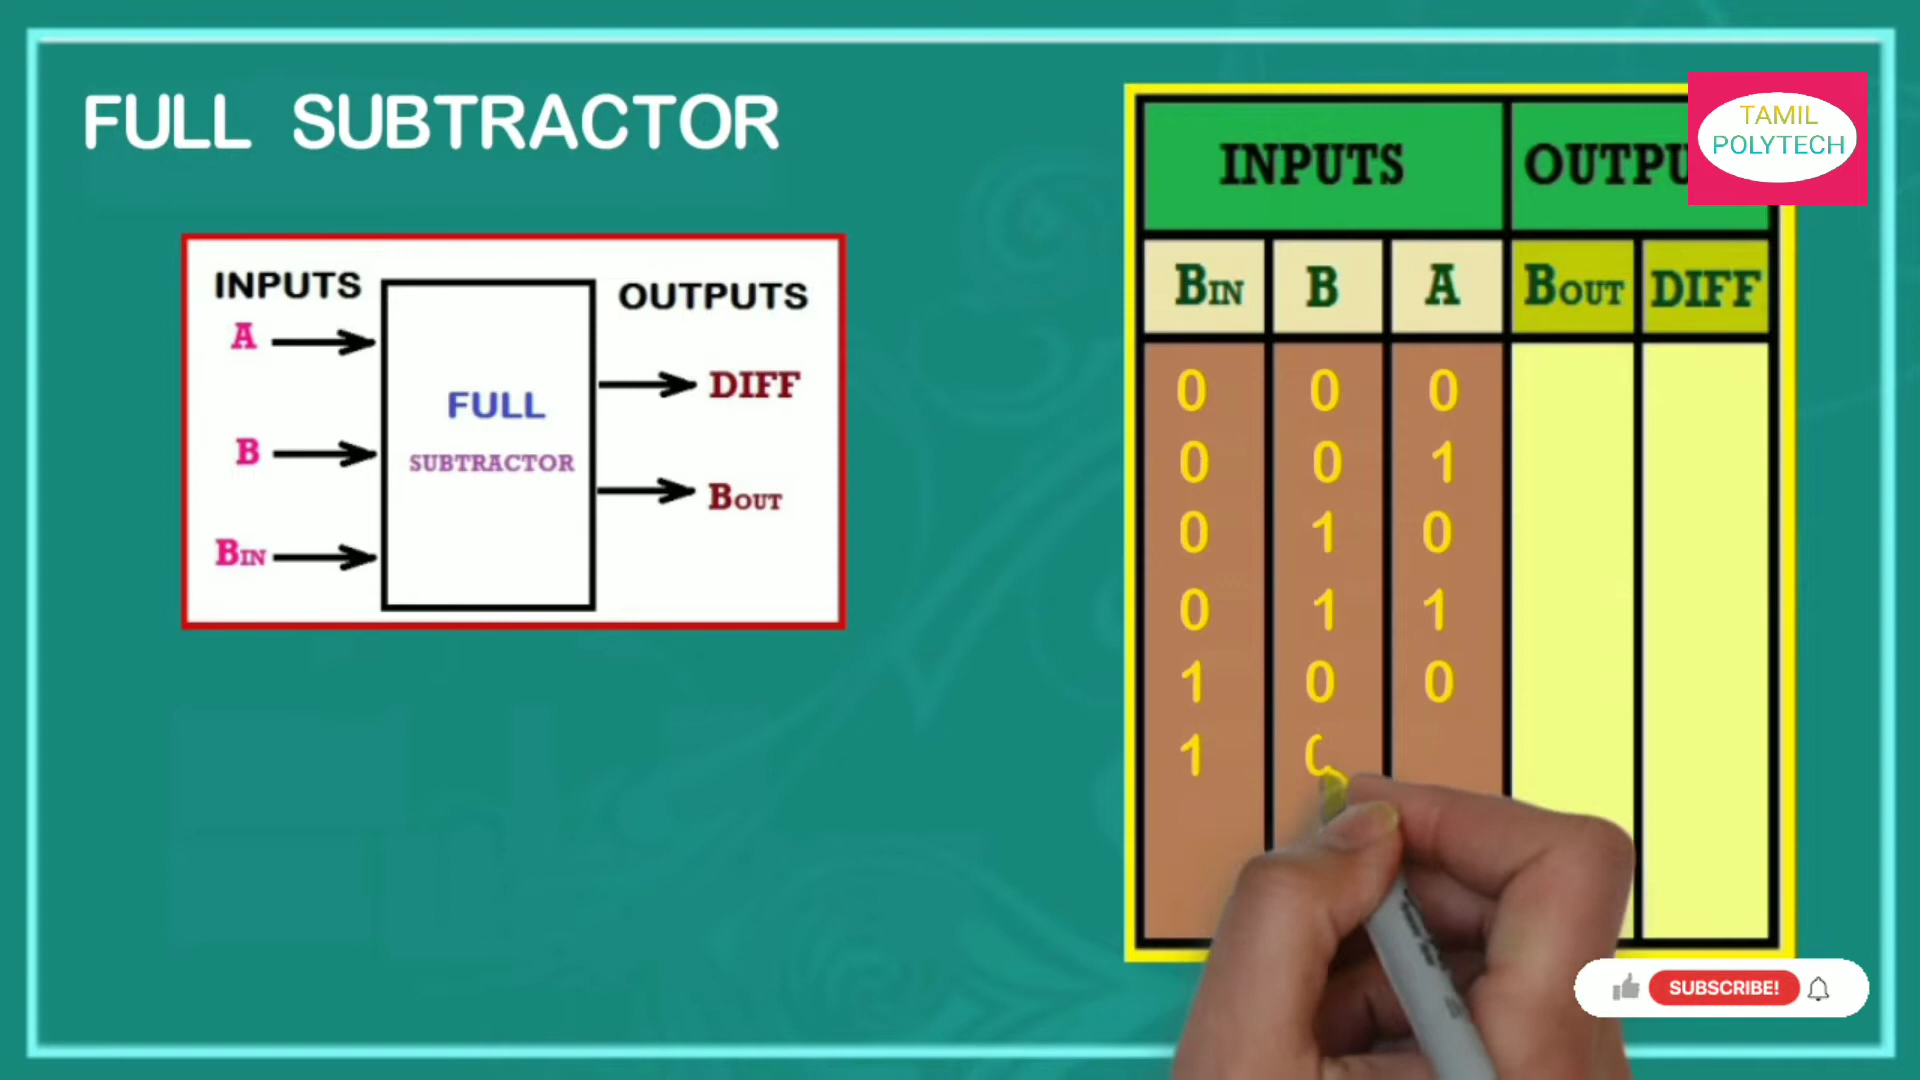 FULL SUBTRACTOR
INPUTS
OUTPUTS
A
B
BIN
FULL
SUBTRACTOR
DIFF
BOUT
INPUTS
BIN B A BOUT DIFF
0 0 0
0 0 1
0 1 0
0 1 1
1 0 0
1 0
TAMIL
POLYTECH
SUBSCRIBE!